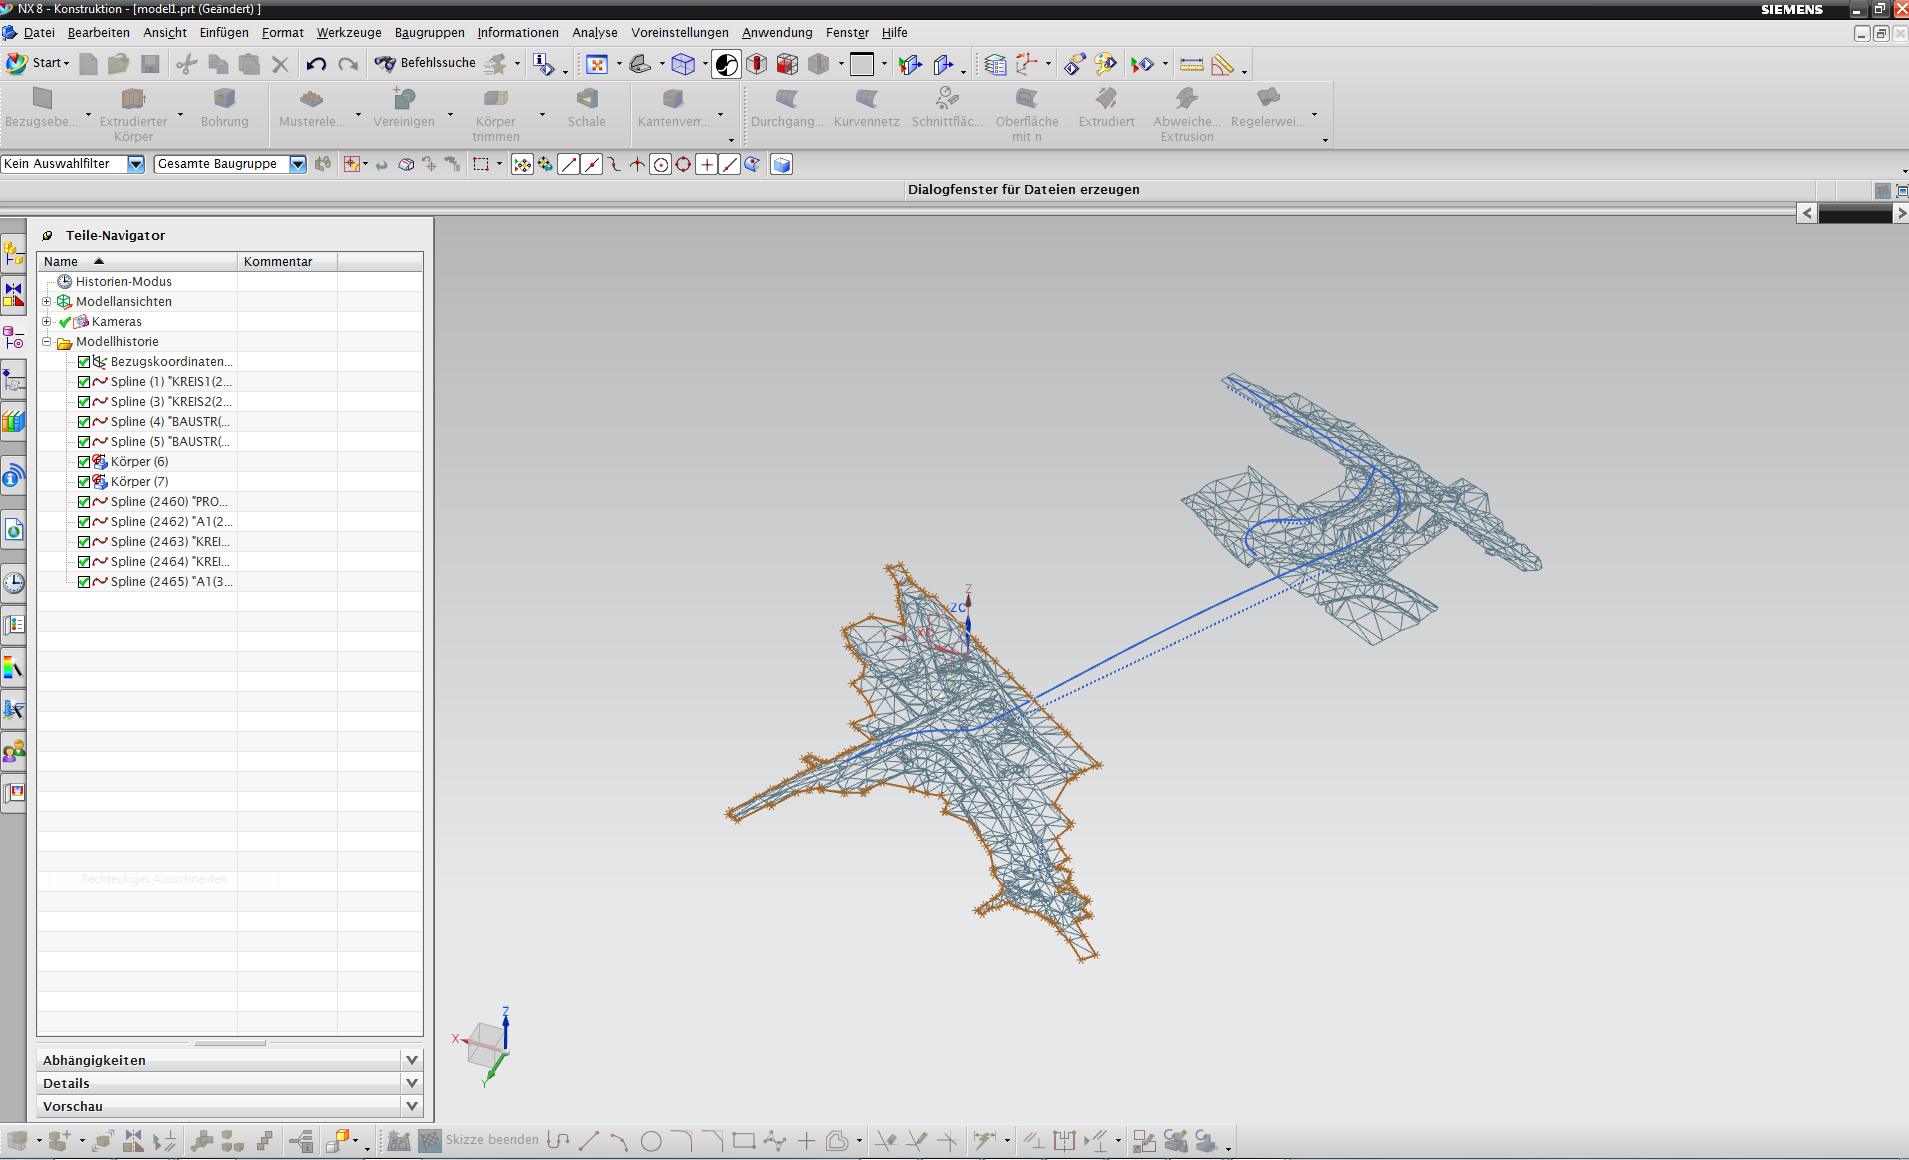 NX 8 - Konstruktion - [model1.prt (Geändert) ]
SIEMENS
Datei Bearbeiten Ansicht Einfügen Format Werkzeuge Baugruppen Informationen Analyse Voreinstellungen Anwendung Fenster Hilfe
Start Befehlssuche
Bezugsebe... Extrudierter Körper Bohrung Musterele... Vereinigen Körper trimmen Schale Kantenverr... Durchgang... Kurvennetz Schnittfläc... Oberfläche mit n Extrudiert Abweiche... Extrusion Regelerwei...
Kein Auswahlfilter Gesamte Baugruppe
Dialogfenster für Dateien erzeugen
Teile-Navigator
Name Kommentar
Historien-Modus
Modellansichten
Kameras
Modellhistorie
Bezugskoordinaten...
Spline (1) "KREIS1(2...
Spline (3) "KREIS2(2...
Spline (4) "BAUSTR(...
Spline (5) "BAUSTR(...
Körper (6)
Körper (7)
Spline (2460) "PRO...
Spline (2462) "A1(2...
Spline (2463) "KREI...
Spline (2464) "KREI...
Spline (2465) "A1(3...
Rechteckiges Ausschneiden
Z
ZC
XC
Y
Z
X
Y
Abhängigkeiten
Details
Vorschau
Skizze beenden